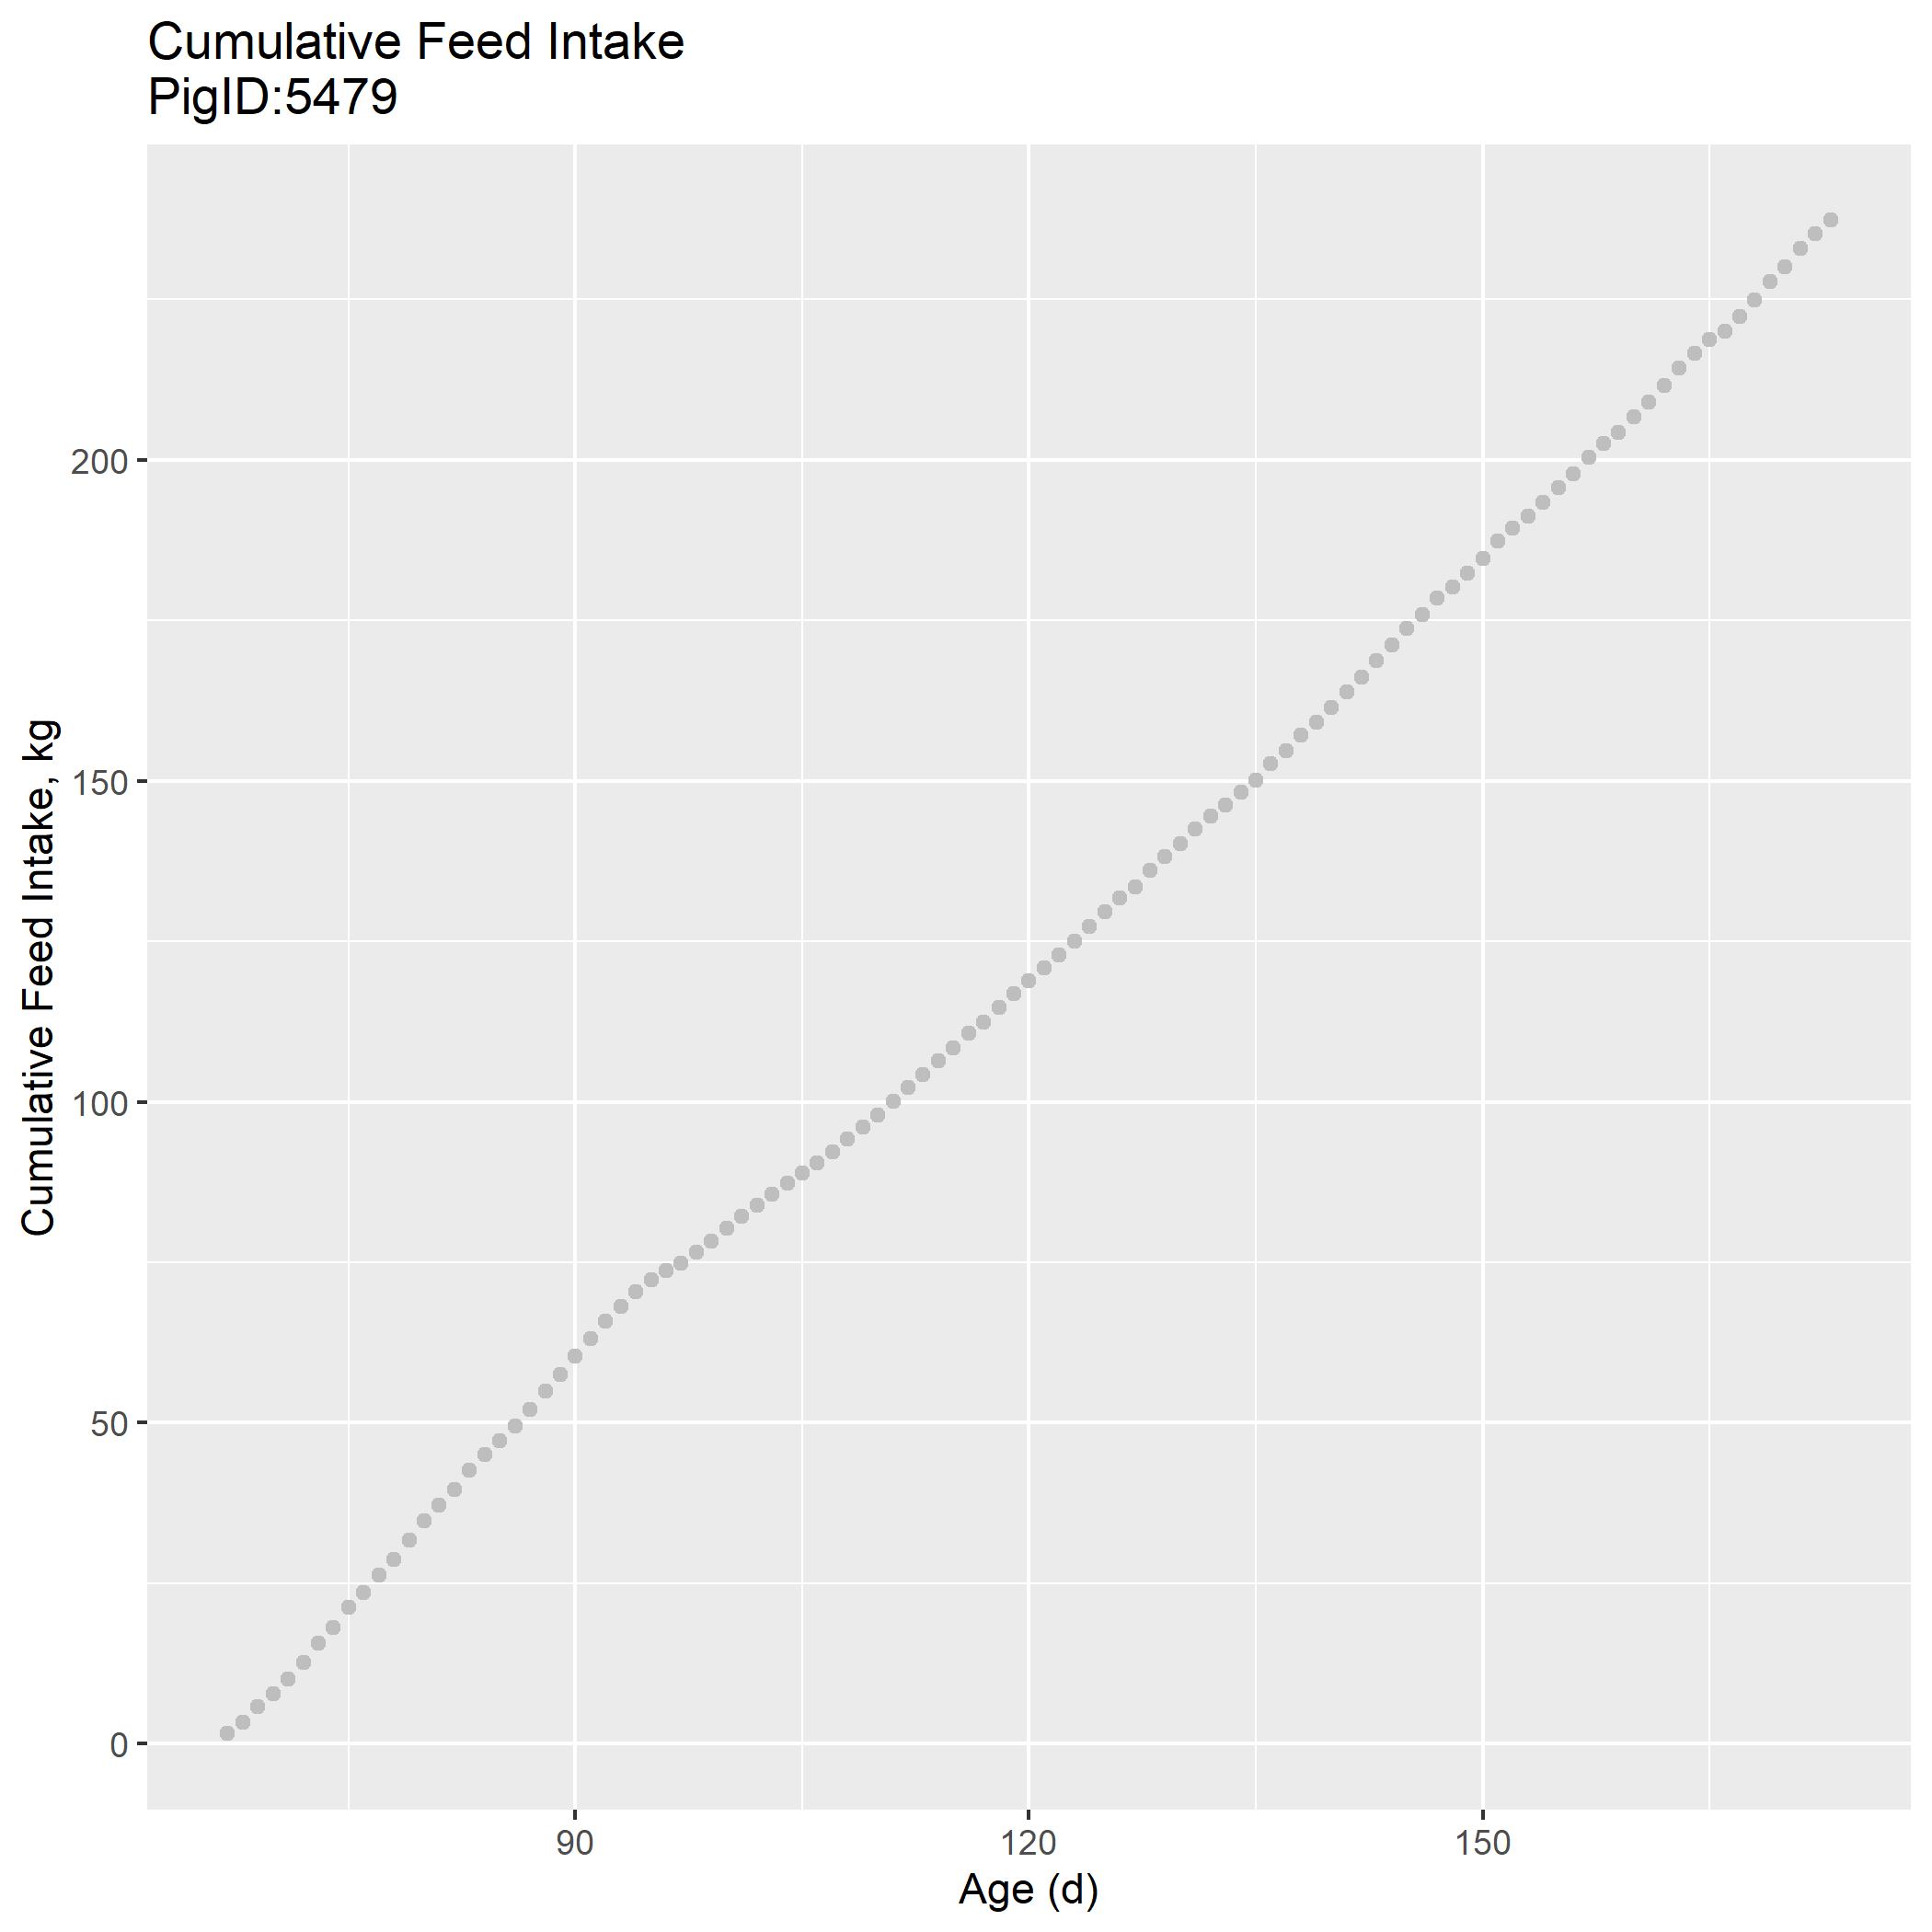 Cumulative Feed Intake
PigID:5479
Cumulative Feed Intake, kg
200
150
100
50
0
90
120
150
Age (d)